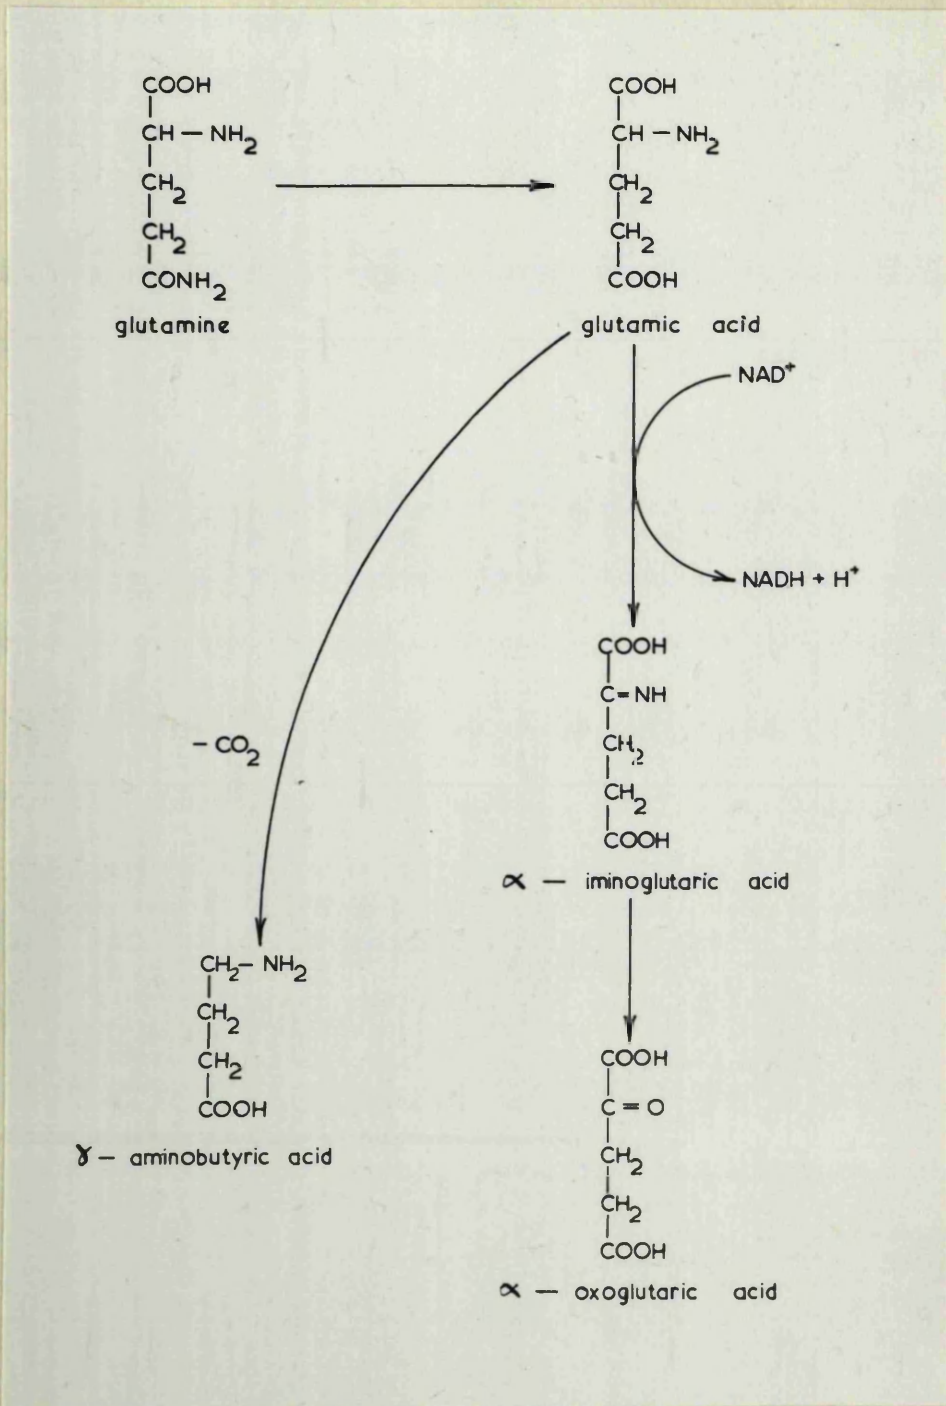 COOH
CH — NH2
CH2
CH2
CONH2
glutamine
COOH
CH — NH2
CH2
CH2
COOH
glutamic acid
NAD+
NADH + H+
COOH
C=NH
CH2
CH2
COOH
α — iminoglutaric acid
– CO2
CH2– NH2
CH2
CH2
COOH
γ – aminobutyric acid
COOH
C=O
CH2
CH2
COOH
α — oxoglutaric acid